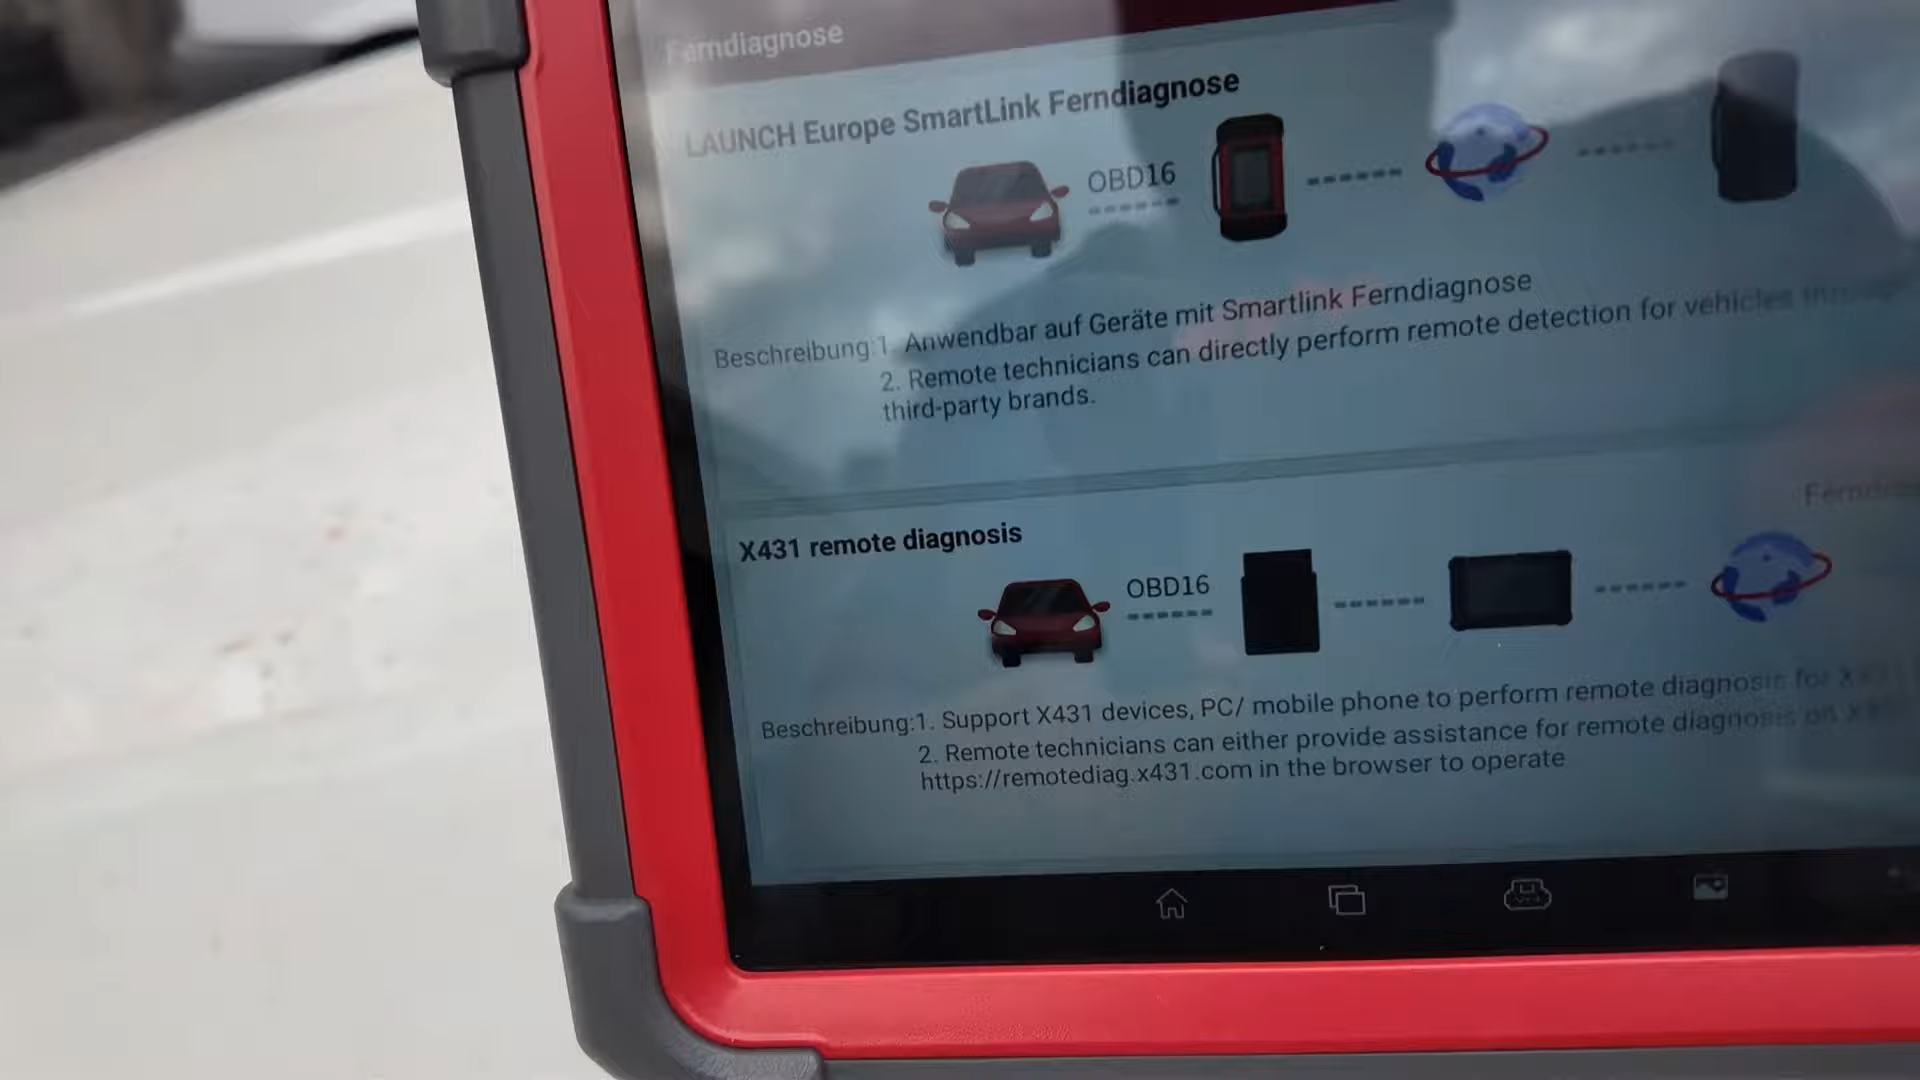 Ferndiagnose
LAUNCH Europe SmartLink Ferndiagnose
OBD16
Beschreibung:1 Anwendbar auf Geräte mit Smartlink Ferndiagnose
2. Remote technicians can directly perform remote detection for vehicles through
third-party brands.
X431 remote diagnosis
OBD16
Beschreibung:1. Support X431 devices, PC/ mobile phone to perform remote diagnosis for
2. Remote technicians can either provide assistance for remote diagnosis on
https://remotediag.x431.com in the browser to operate